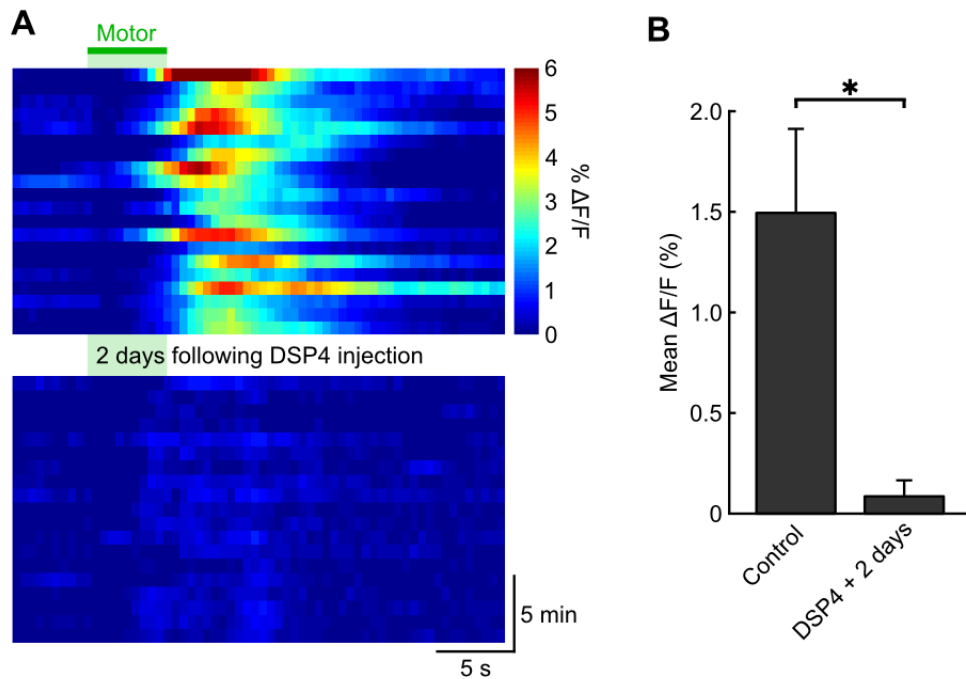 A
Motor
6
5
4
3
2
1
0
% ΔF/F
2 days following DSP4 injection
5 min
5 s
B
*
2.0
1.5
1.0
0.5
0
Mean ΔF/F (%)
Control
DSP4 + 2 days